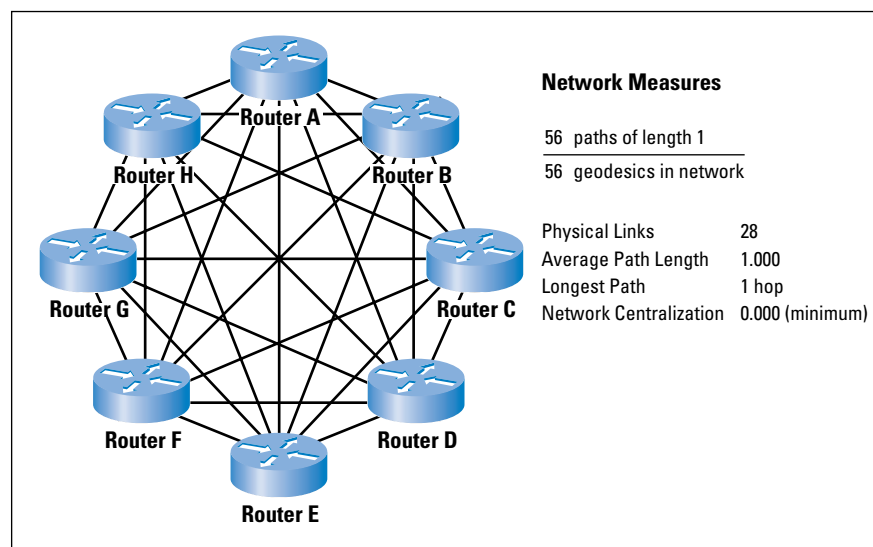 Router A
Router H
Router B
Router G
Router C
Router F
Router D
Router E
Network Measures
56 paths of length 1
56 geodesics in network
Physical Links 28
Average Path Length 1.000
Longest Path 1 hop
Network Centralization 0.000 (minimum)